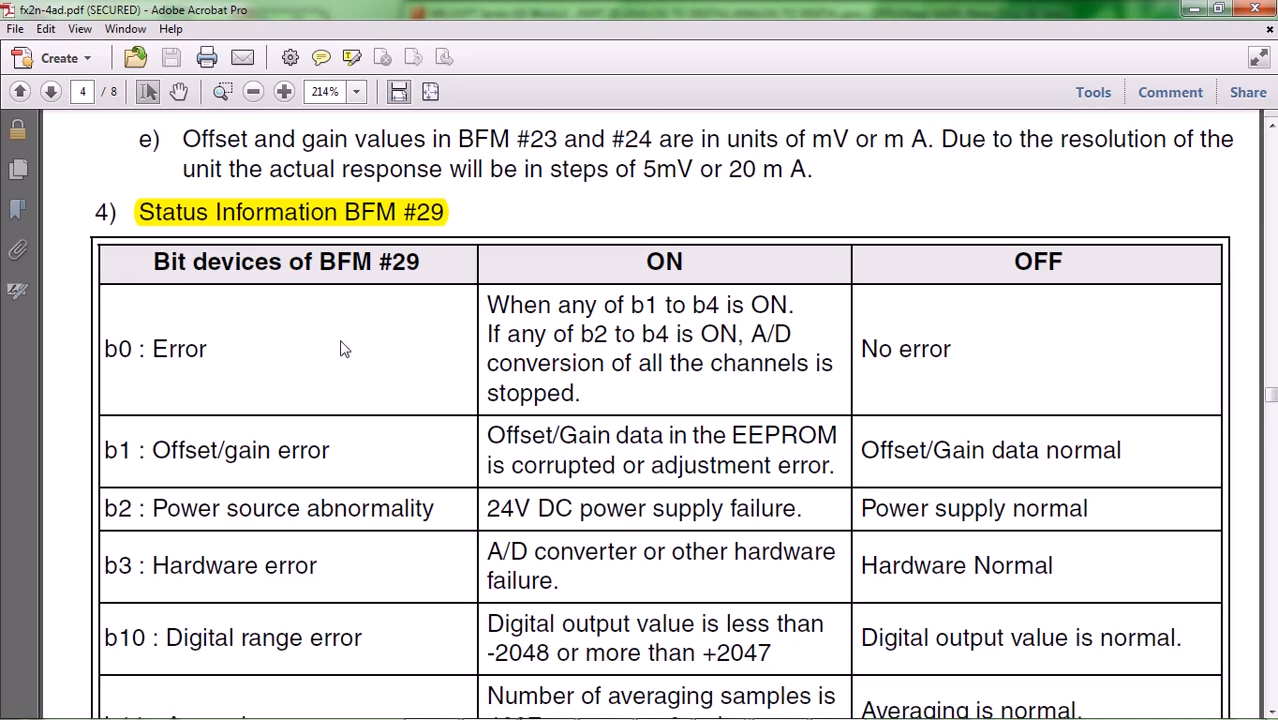 fx2n-4ad.pdf (SECURED) - Adobe Acrobat Pro
File Edit View Window Help
Create
4 / 8 214% Tools Comment Share
e) Offset and gain values in BFM #23 and #24 are in units of mV or m A. Due to the resolution of the
unit the actual response will be in steps of 5mV or 20 m A.
4) Status Information BFM #29
Bit devices of BFM #29 ON OFF
b0 : Error
When any of b1 to b4 is ON.
If any of b2 to b4 is ON, A/D
conversion of all the channels is
stopped.
No error
b1 : Offset/gain error
Offset/Gain data in the EEPROM
is corrupted or adjustment error.
Offset/Gain data normal
b2 : Power source abnormality 24V DC power supply failure. Power supply normal
b3 : Hardware error
A/D converter or other hardware
failure.
Hardware Normal
b10 : Digital range error
Digital output value is less than
-2048 or more than +2047
Digital output value is normal.
Number of averaging samples is
Averaging is normal.